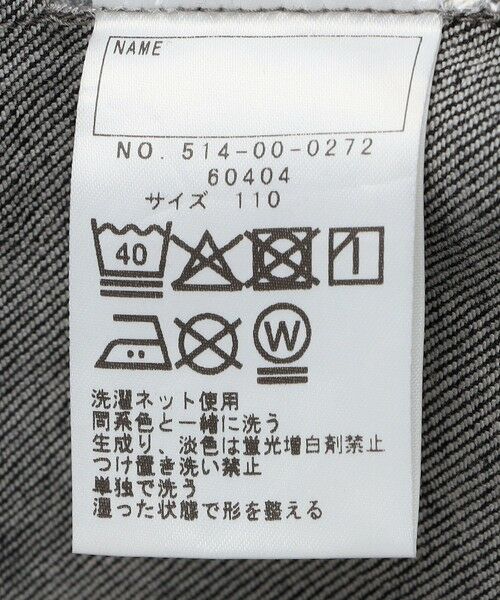 NAME
NO. 514-00-0272
60404
サイズ 110
40
W
洗濯ネット使用
同系色と一緒に洗う
生成り、淡色は蛍光増白剤禁止
つけ置き洗い禁止
単独で洗う
湿った状態で形を整える